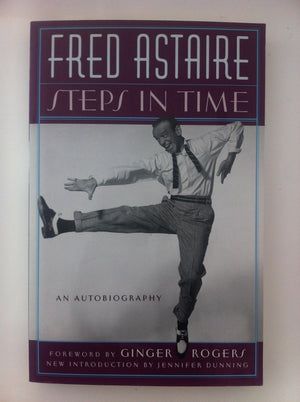 FRED ASTAIRE
STEPS IN TIME
AN AUTOBIOGRAPHY
FOREWORD BY GINGER ROGERS
NEW INTRODUCTION BY JENNIFER DUNNING